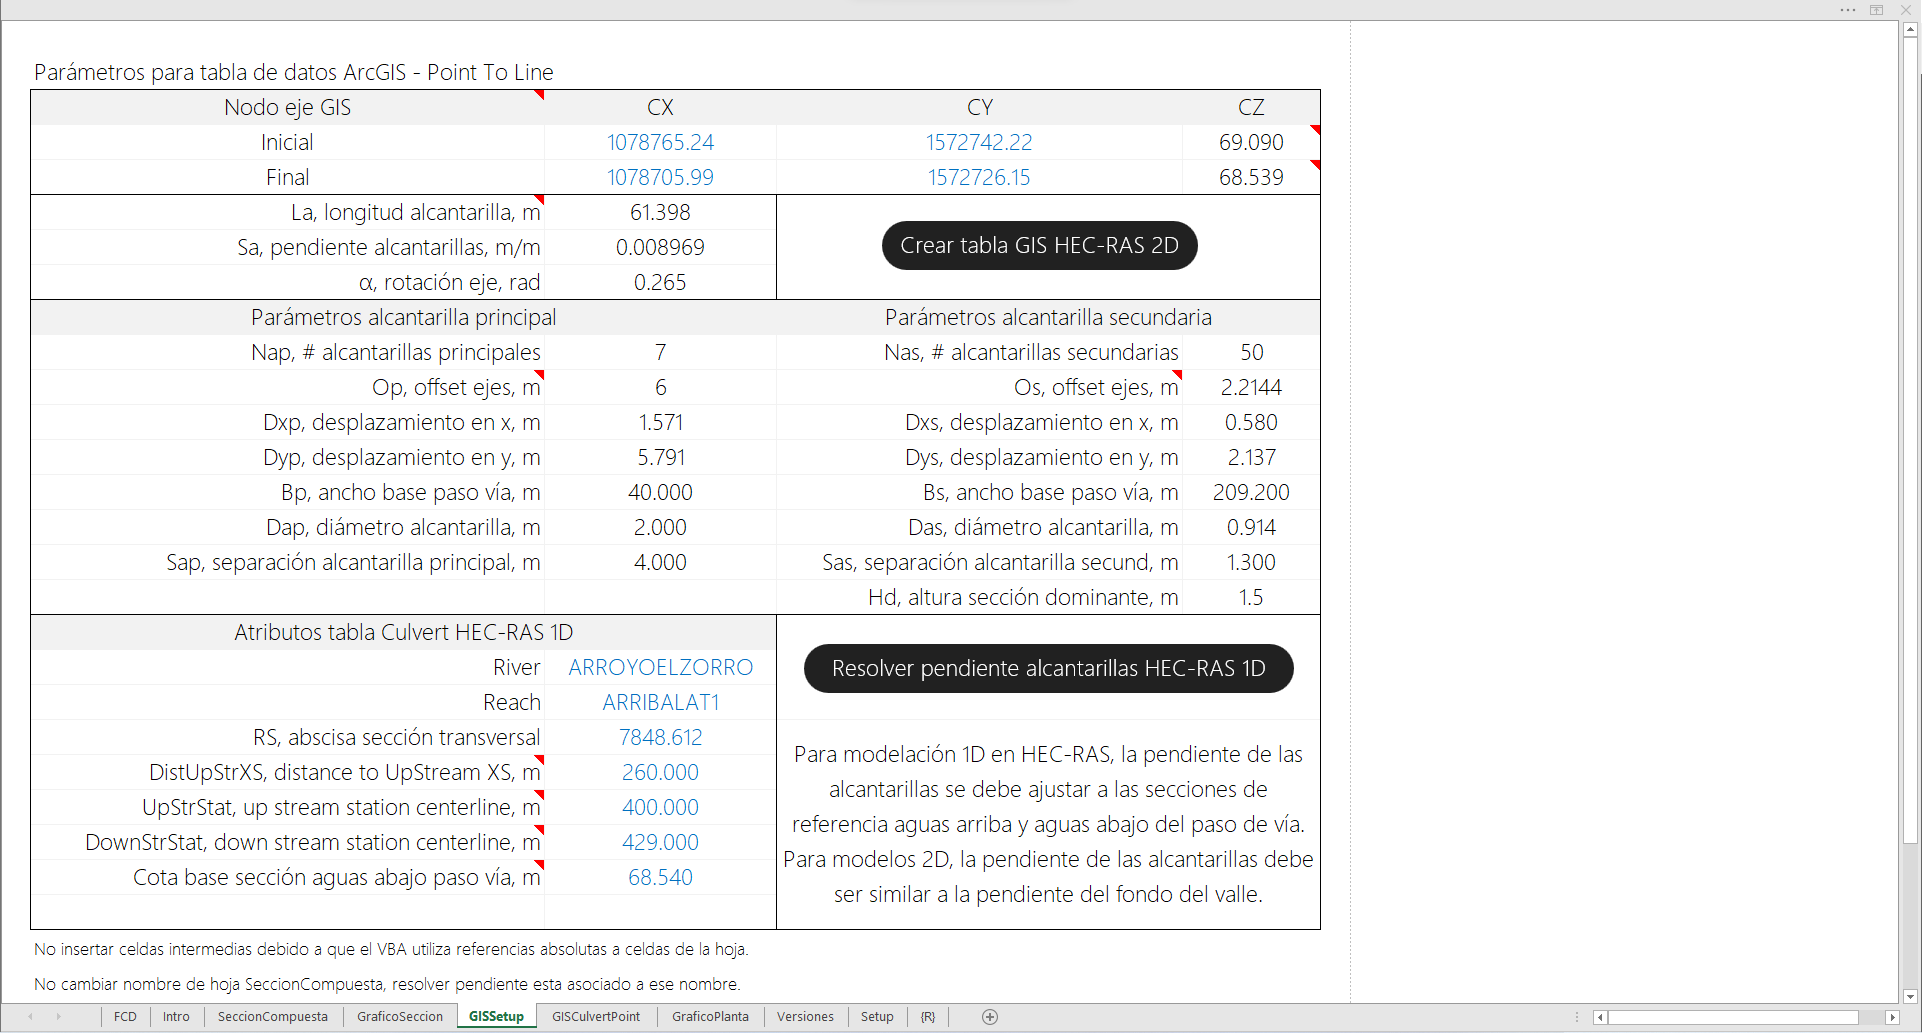 Parámetros para tabla de datos ArcGIS - Point To Line
Nodo eje GIS CX CY CZ
Inicial 1078765.24 1572742.22 69.090
Final 1078705.99 1572726.15 68.539
La, longitud alcantarilla, m 61.398
Sa, pendiente alcantarillas, m/m 0.008969
α, rotación eje, rad 0.265
Crear tabla GIS HEC-RAS 2D
Parámetros alcantarilla principal Parámetros alcantarilla secundaria
Nap, # alcantarillas principales 7 Nas, # alcantarillas secundarias 50
Op, offset ejes, m 6 Os, offset ejes, m 2.2144
Dxp, desplazamiento en x, m 1.571 Dxs, desplazamiento en x, m 0.580
Dyp, desplazamiento en y, m 5.791 Dys, desplazamiento en y, m 2.137
Bp, ancho base paso vía, m 40.000 Bs, ancho base paso vía, m 209.200
Dap, diámetro alcantarilla, m 2.000 Das, diámetro alcantarilla, m 0.914
Sap, separación alcantarilla principal, m 4.000 Sas, separación alcantarilla secund, m 1.300
Hd, altura sección dominante, m 1.5
Atributos tabla Culvert HEC-RAS 1D
River ARROYOELZORRO
Reach ARRIBALAT1
RS, abscisa sección transversal 7848.612
DistUpStrXS, distance to UpStream XS, m 260.000
UpStrStat, up stream station centerline, m 400.000
DownStrStat, down stream station centerline, m 429.000
Cota base sección aguas abajo paso vía, m 68.540
Resolver pendiente alcantarillas HEC-RAS 1D
Para modelación 1D en HEC-RAS, la pendiente de las
alcantarillas se debe ajustar a las secciones de
referencia aguas arriba y aguas abajo del paso de vía.
Para modelos 2D, la pendiente de las alcantarillas debe
ser similar a la pendiente del fondo del valle.
No insertar celdas intermedias debido a que el VBA utiliza referencias absolutas a celdas de la hoja.
No cambiar nombre de hoja SeccionCompuesta, resolver pendiente esta asociado a ese nombre.
FCD Intro SeccionCompuesta GraficoSeccion GISSetup GISCulvertPoint GraficoPlanta Versiones Setup {R}